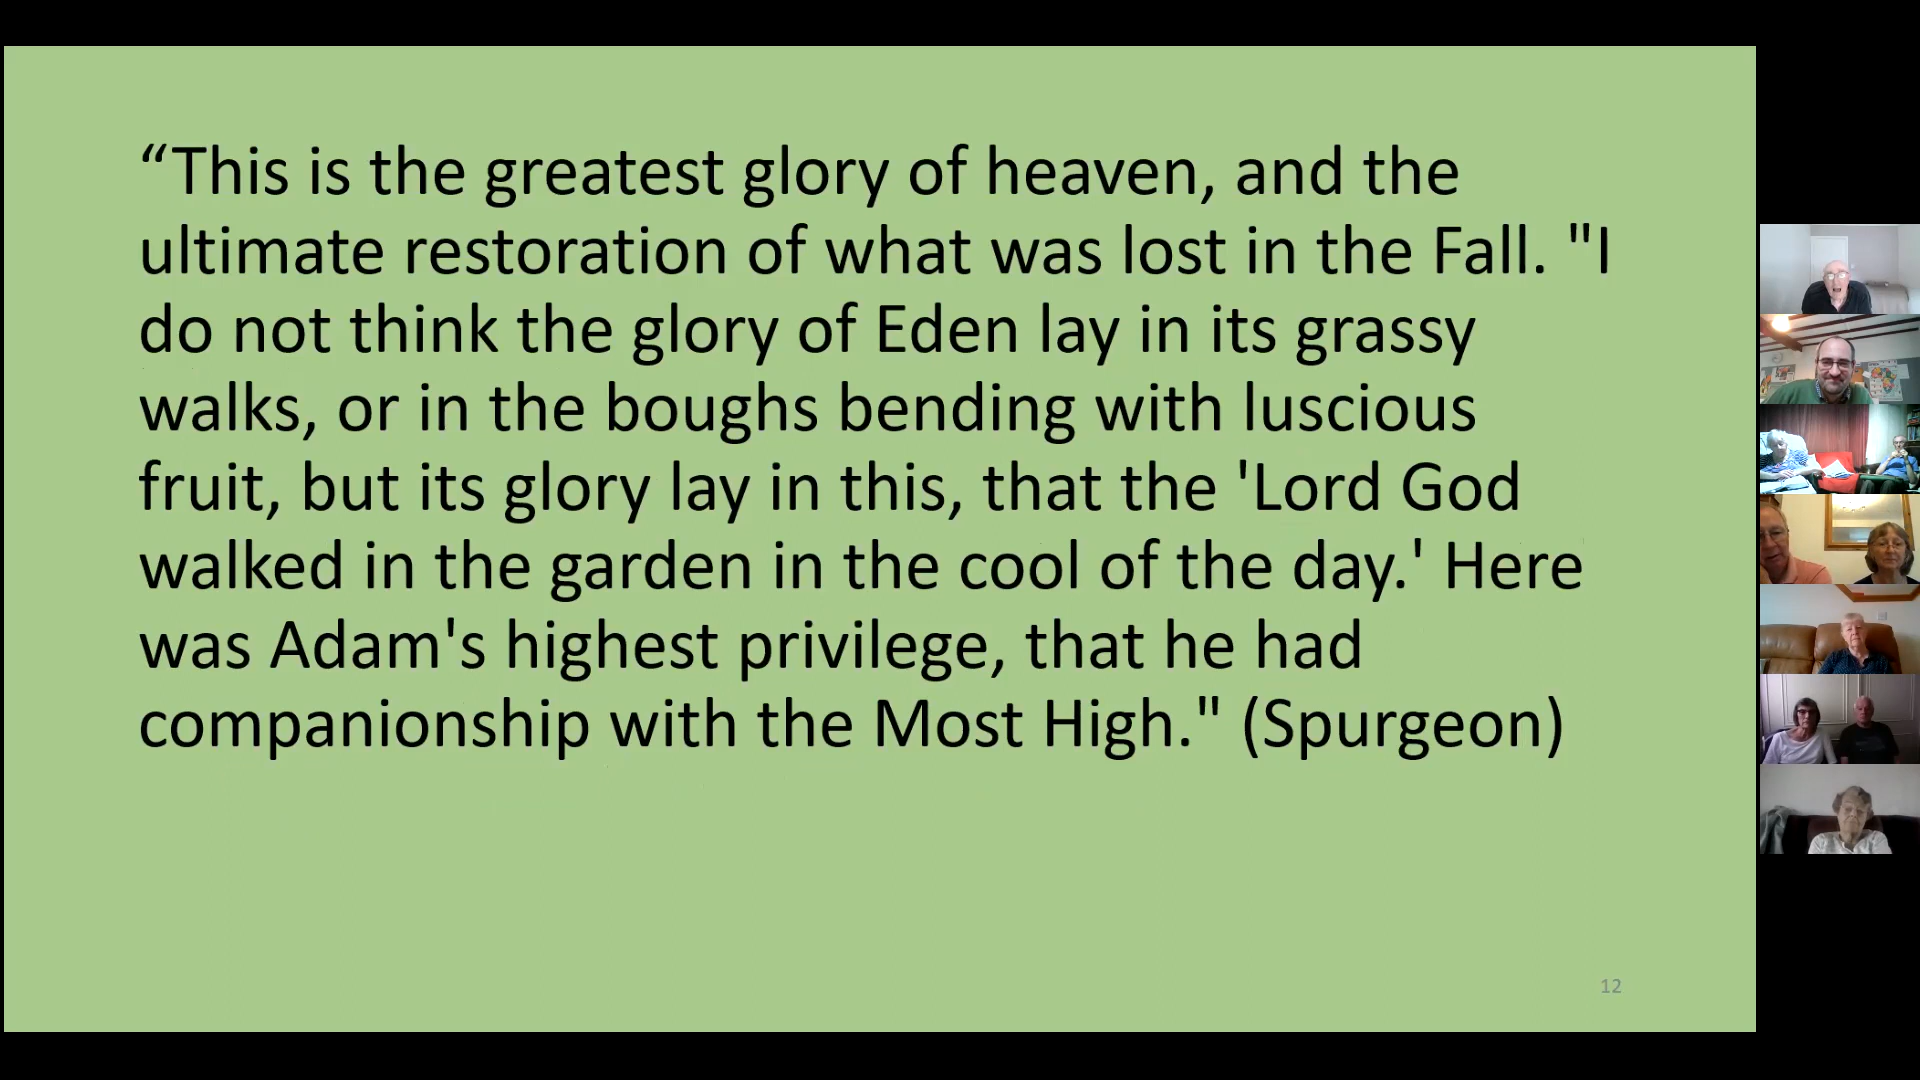 “This is the greatest glory of heaven, and the
ultimate restoration of what was lost in the Fall. "I
do not think the glory of Eden lay in its grassy
walks, or in the boughs bending with luscious
fruit, but its glory lay in this, that the 'Lord God
walked in the garden in the cool of the day.' Here
was Adam's highest privilege, that he had
companionship with the Most High." (Spurgeon)
12